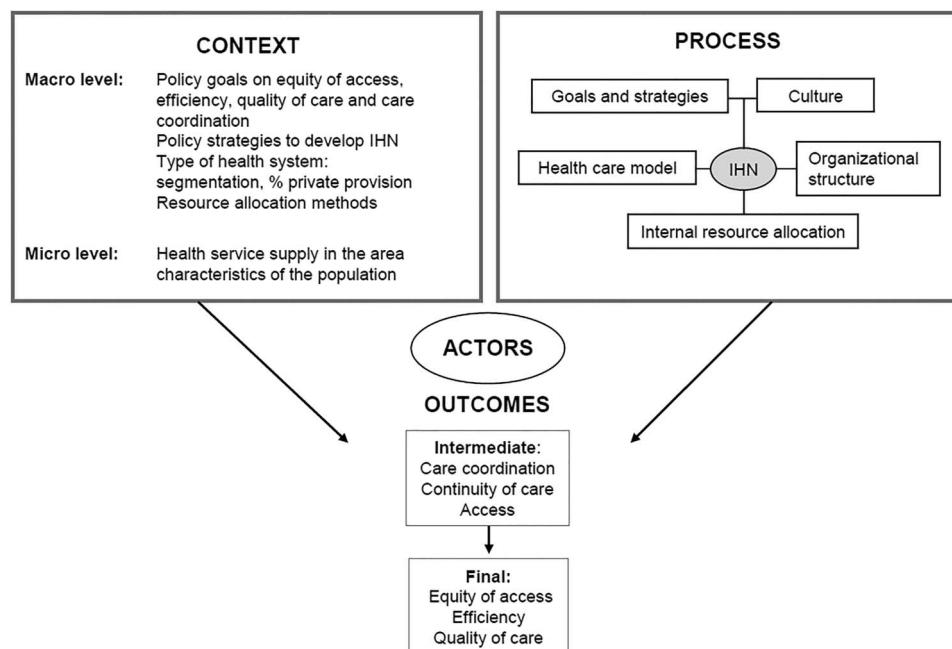 CONTEXT
Macro level: Policy goals on equity of access,
efficiency, quality of care and care
coordination
Policy strategies to develop IHN
Type of health system:
segmentation, % private provision
Resource allocation methods
Micro level: Health service supply in the area
characteristics of the population
PROCESS
Goals and strategies
Culture
Health care model
IHN
Organizational
structure
Internal resource allocation
ACTORS
OUTCOMES
Intermediate:
Care coordination
Continuity of care
Access
Final:
Equity of access
Efficiency
Quality of care